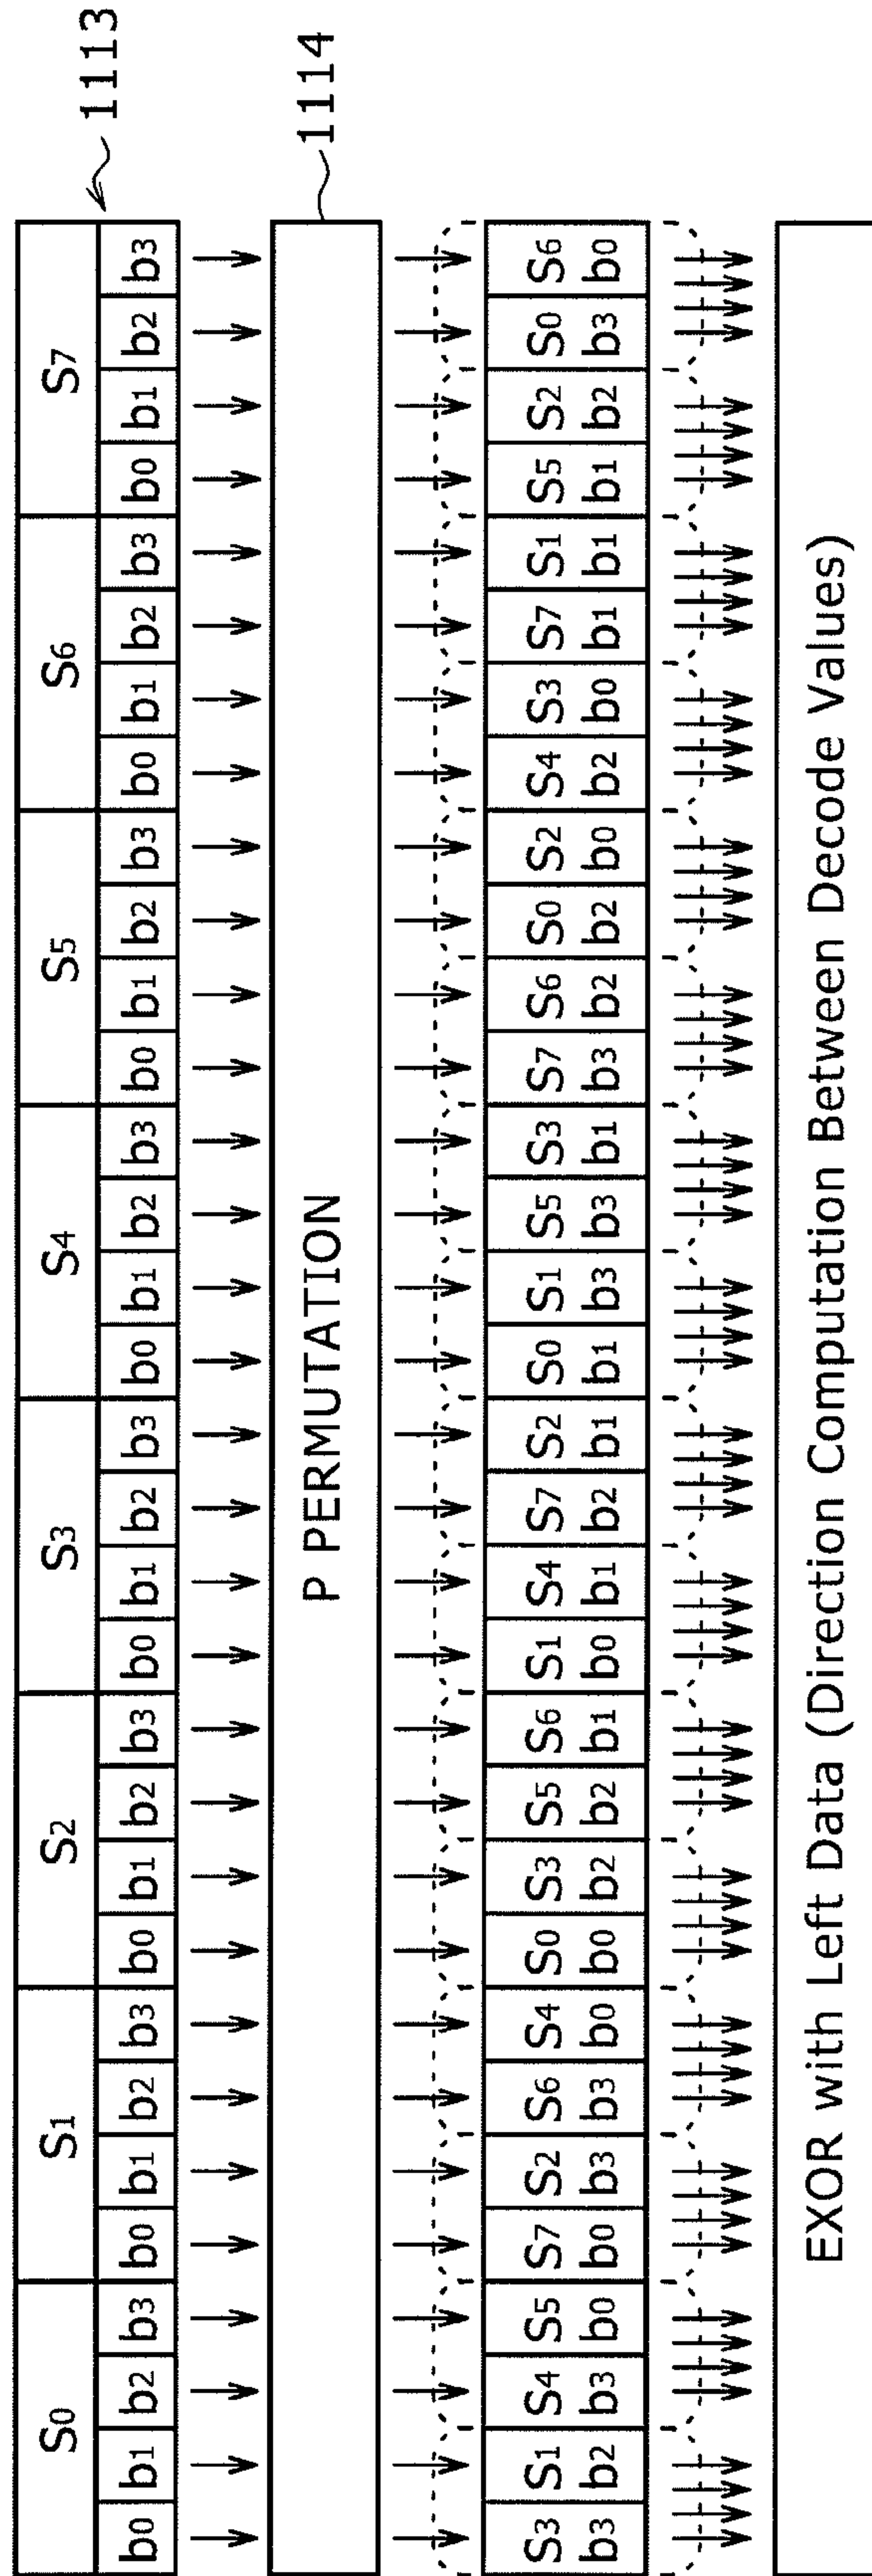 1113
S0 S1 S2 S3 S4 S5 S6 S7
b0 b1 b2 b3 b0 b1 b2 b3 b0 b1 b2 b3 b0 b1 b2 b3 b0 b1 b2 b3 b0 b1 b2 b3 b0 b1 b2 b3 b0 b1 b2 b3
1114
P PERMUTATION
S3 S1 S4 S5 S7 S2 S6 S4 S0 S3 S5 S6 S1 S4 S7 S2 S0 S1 S5 S3 S7 S6 S0 S2 S4 S3 S7 S1 S5 S2 S0 S6
b3 b2 b3 b0 b0 b3 b3 b0 b0 b2 b2 b1 b0 b1 b2 b1 b1 b3 b3 b1 b3 b2 b2 b0 b2 b0 b1 b1 b1 b2 b3 b0
EXOR with Left Data (Direction Computation Between Decode Values)